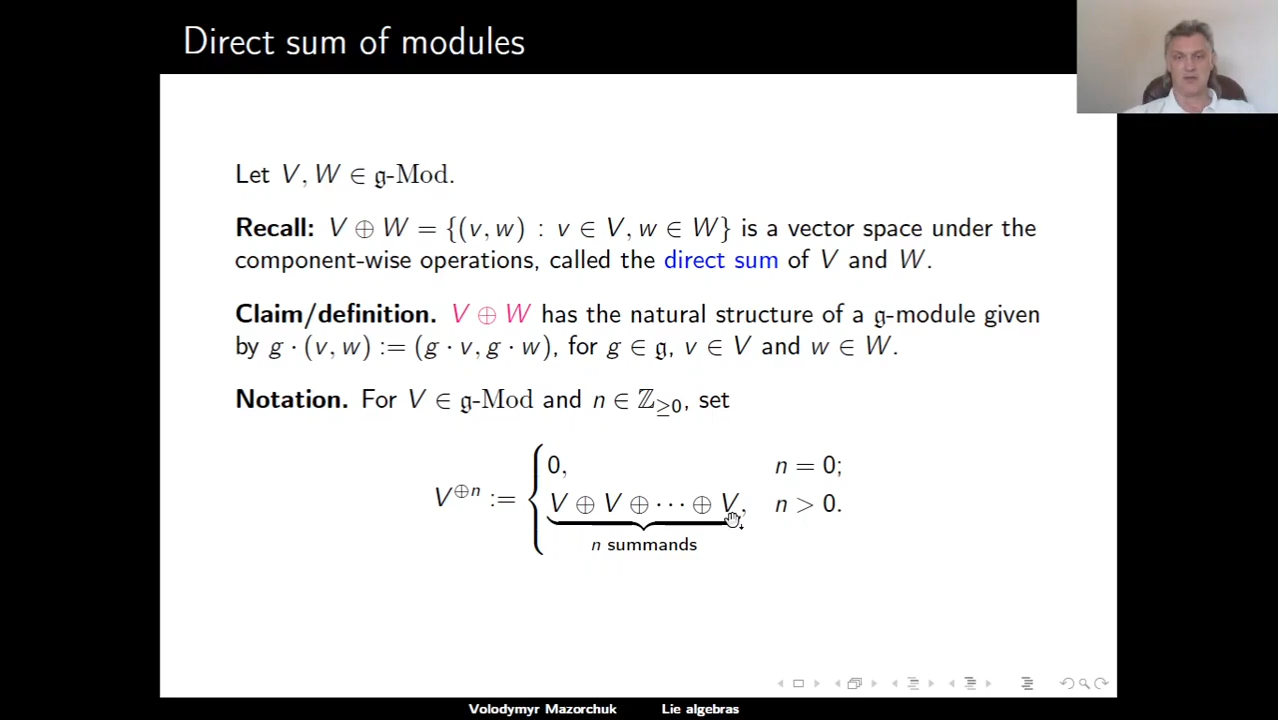 Direct sum of modules
Let V, W ∈ 𝔤-Mod.
Recall: V ⊕ W = {(v, w) : v ∈ V, w ∈ W} is a vector space under the
component-wise operations, called the direct sum of V and W.
Claim/definition. V ⊕ W has the natural structure of a 𝔤-module given
by g · (v, w) := (g · v, g · w), for g ∈ 𝔤, v ∈ V and w ∈ W.
Notation. For V ∈ 𝔤-Mod and n ∈ ℤ≥0, set
0, n = 0;
V⊕n := { V ⊕ V ⊕ ··· ⊕ V, n > 0.
n summands
Volodymyr Mazorchuk Lie algebras